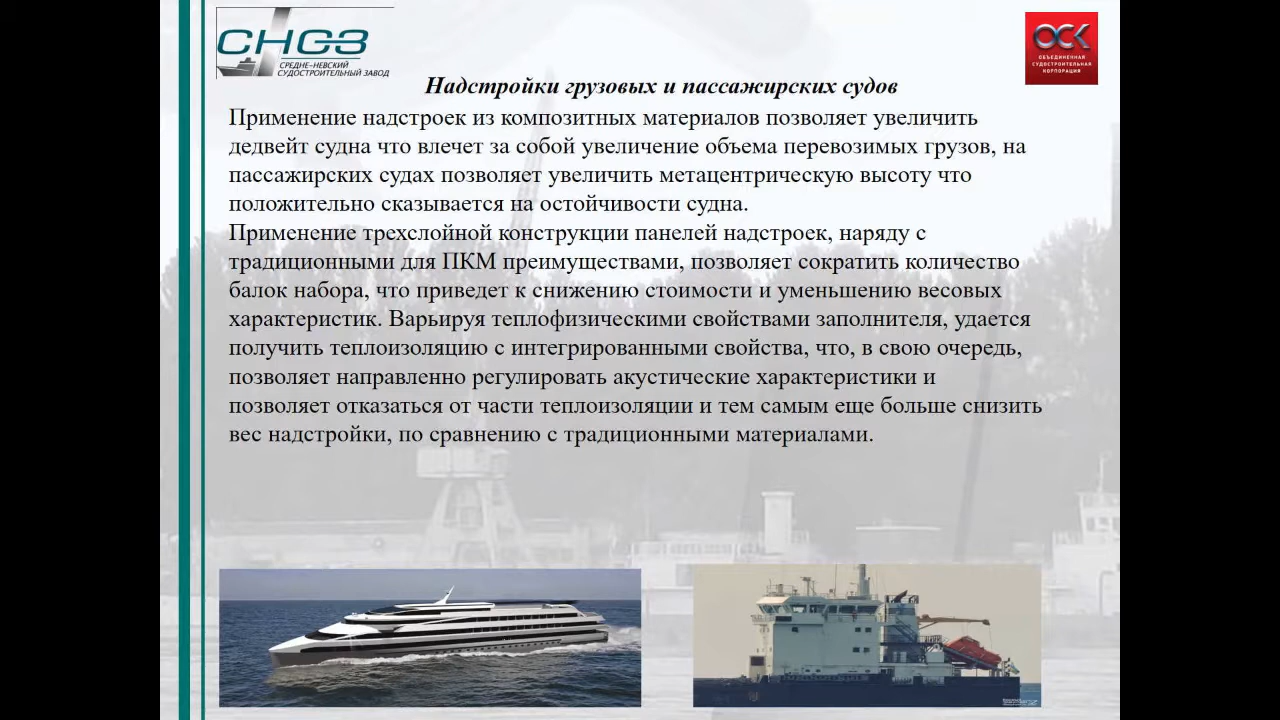 СНСЗ
СРЕДНЕ-НЕВСКИЙ
СУДОСТРОИТЕЛЬНЫЙ ЗАВОД
ОСК
ОБЪЕДИНЕННАЯ
СУДОСТРОИТЕЛЬНАЯ
КОРПОРАЦИЯ
Надстройки грузовых и пассажирских судов
Применение надстроек из композитных материалов позволяет увеличить
дедвейт судна что влечет за собой увеличение объема перевозимых грузов, на
пассажирских судах позволяет увеличить метацентрическую высоту что
положительно сказывается на остойчивости судна.
Применение трехслойной конструкции панелей надстроек, наряду с
традиционными для ПКМ преимуществами, позволяет сократить количество
балок набора, что приведет к снижению стоимости и уменьшению весовых
характеристик. Варьируя теплофизическими свойствами заполнителя, удается
получить теплоизоляцию с интегрированными свойства, что, в свою очередь,
позволяет направленно регулировать акустические характеристики и
позволяет отказаться от части теплоизоляции и тем самым еще больше снизить
вес надстройки, по сравнению с традиционными материалами.